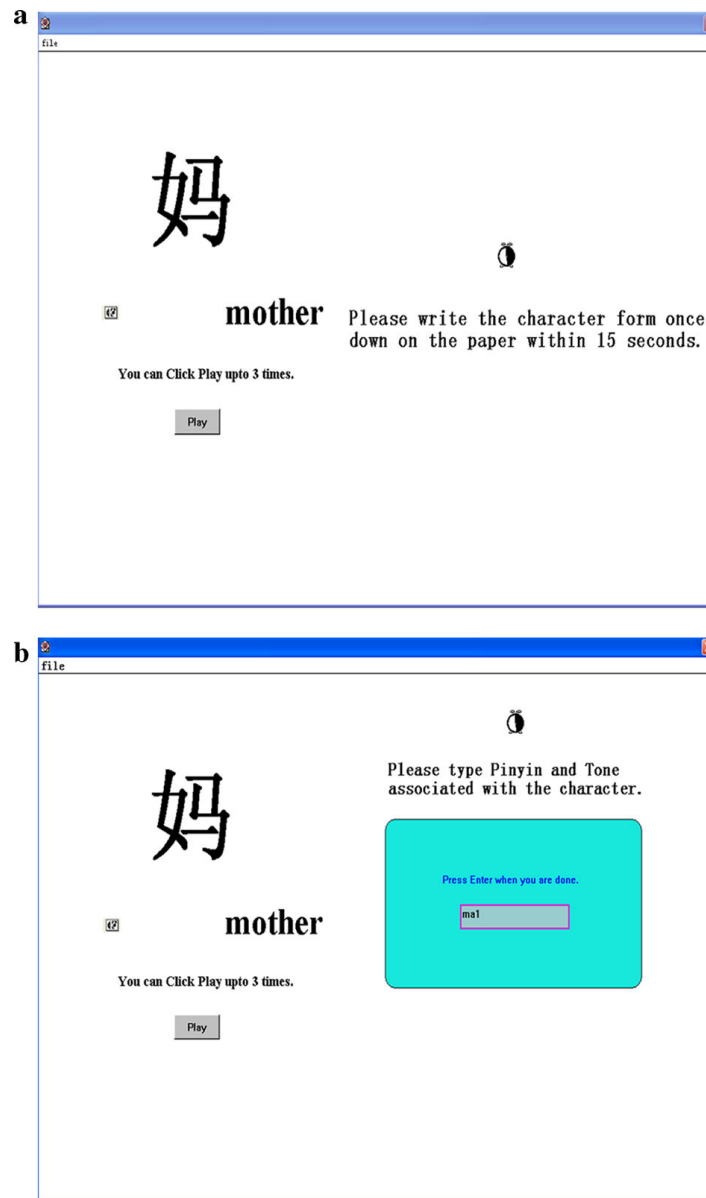 a
file
妈
mother
Please write the character form once
down on the paper within 15 seconds.
You can Click Play upto 3 times.
Play
b
file
妈
Please type Pinyin and Tone
associated with the character.
Press Enter when you are done.
ma1
mother
You can Click Play upto 3 times.
Play